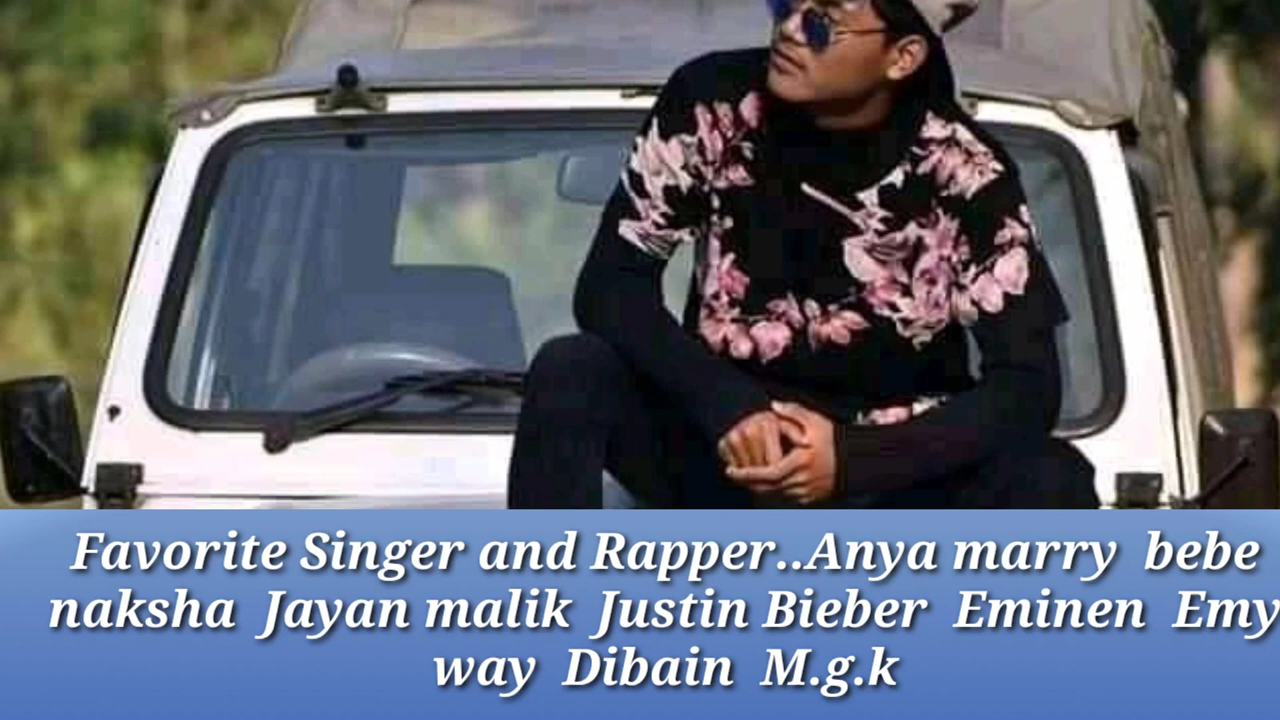 Favorite Singer and Rapper..Anya marry bebe
naksha Jayan malik Justin Bieber Eminen Emy
way Dibain M.g.k